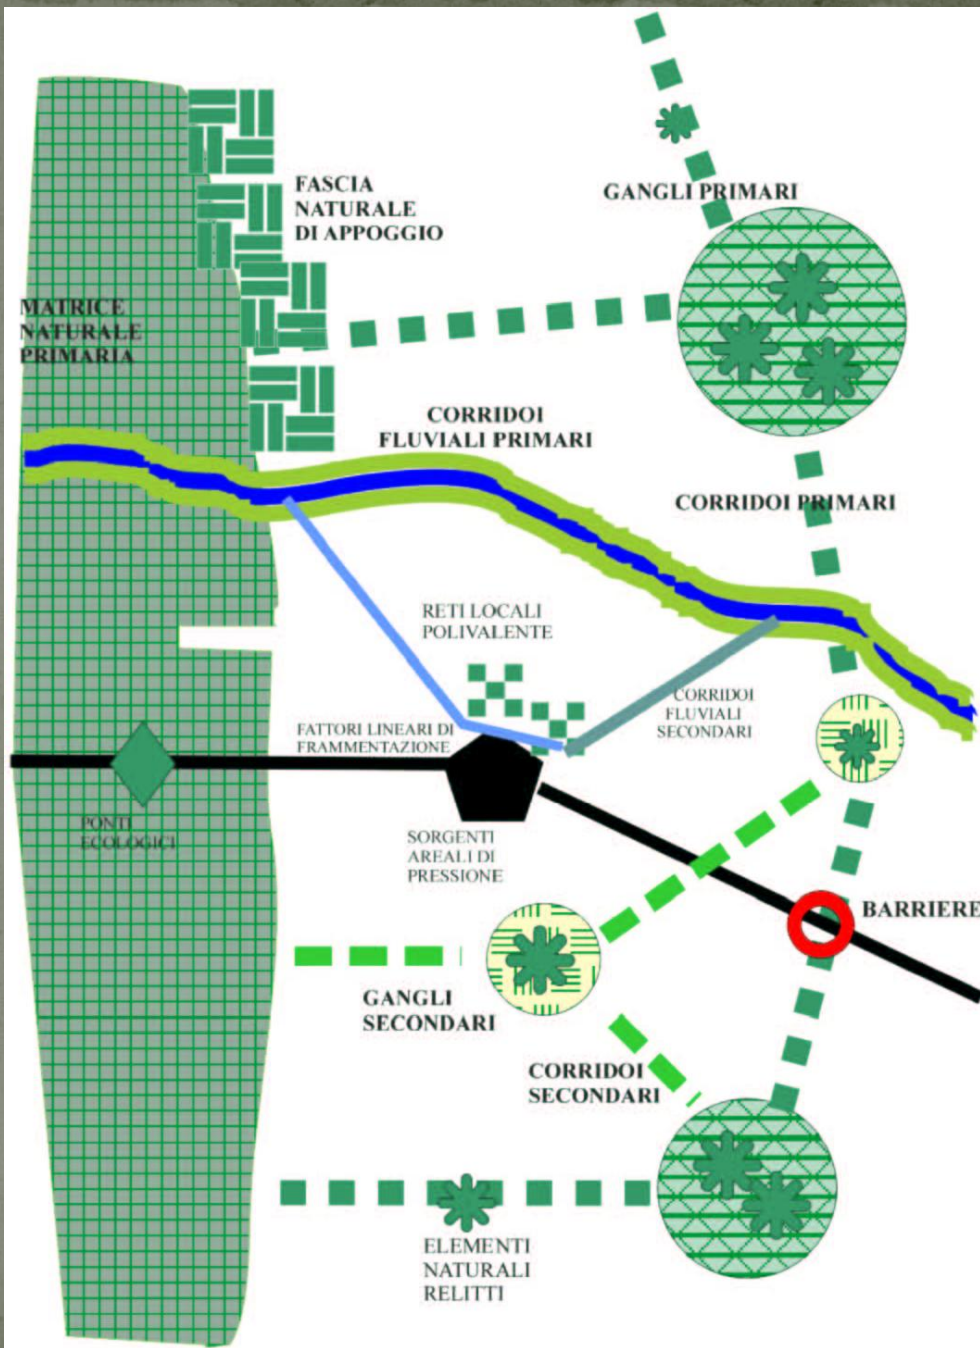 GANGLI PRIMARI
FASCIA
NATURALE
DI APPOGGIO
MATRICE
NATURALE
PRIMARIA
CORRIDOI
FLUVIALI PRIMARI
CORRIDOI PRIMARI
RETI LOCALI
POLIVALENTE
CORRIDOI
FLUVIALI
SECONDARI
FATTORI LINEARI DI
FRAMMENTAZIONE
PONTI
ECOLOGICI
SORGENTI
AREALI DI
PRESSIONE
BARRIERE
GANGLI
SECONDARI
CORRIDOI
SECONDARI
ELEMENTI
NATURALI
RELITTI